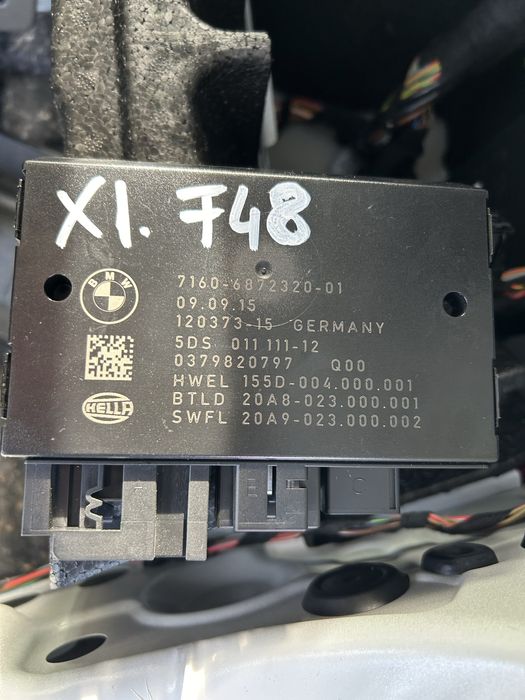 X1. F48
BMW
7160-6872320-01
09.09.15
120373-15 GERMANY
5DS 011 111-12
0379820797 Q00
HWEL 155D-004.000.001
HELLA
BTLD 20A8-023.000.001
SWFL 20A9-023.000.002